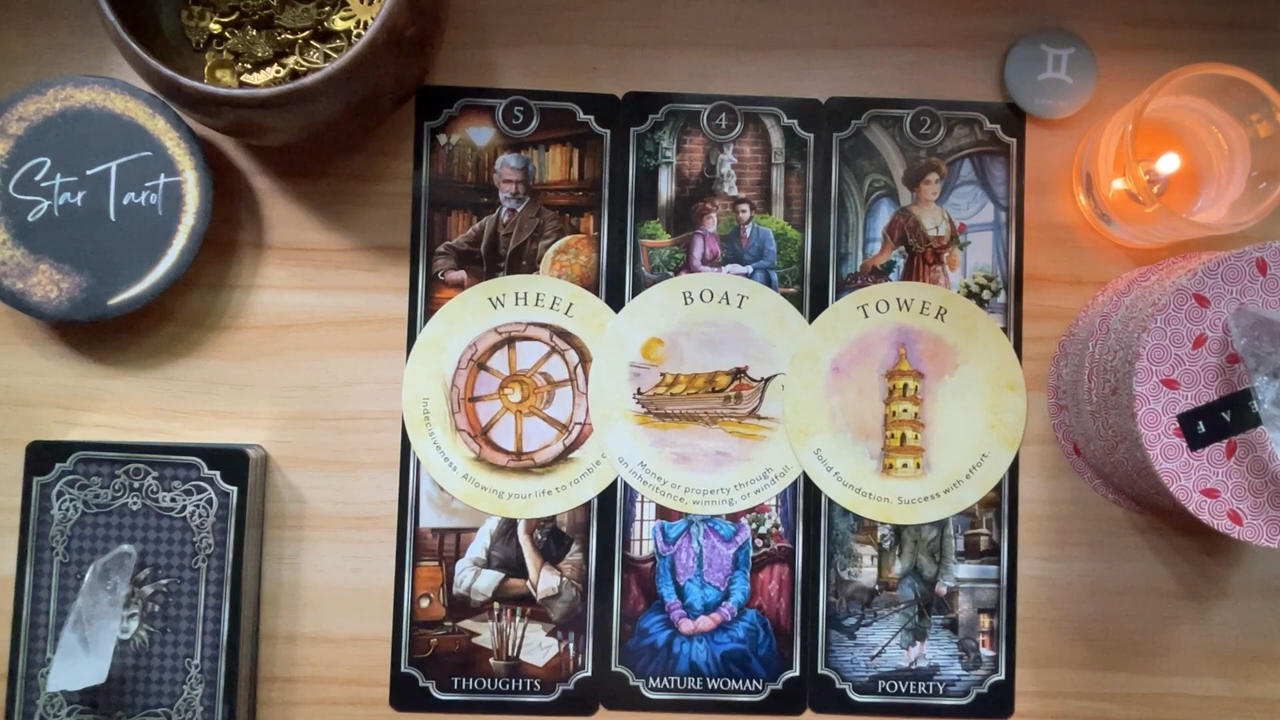 Star Tarot
5
4
2
WHEEL
Indecisiveness. Allowing your life to ramble
BOAT
Money or property through
an inheritance, winning, or windfall.
TOWER
Solid foundation. Success with effort.
THOUGHTS
MATURE WOMAN
POVERTY